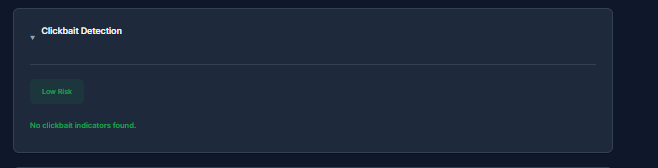 Clickbait Detection
Low Risk
No clickbait indicators found.